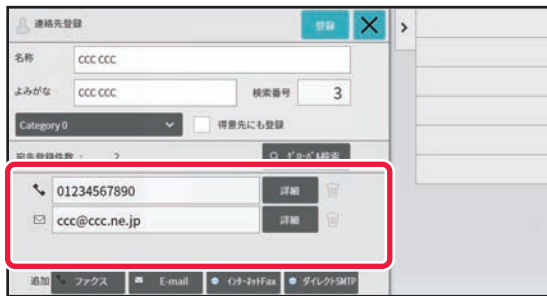 連絡先登録 登録
名称 ccc ccc
よみがな ccc ccc 検索番号 3
Category 0 得意先にも登録
宛先登録件数 : 2 グローバル検索
01234567890 詳細
ccc@ccc.ne.jp 詳細
追加 ファクス E-mail インターネットFax ダイレクトSMTP